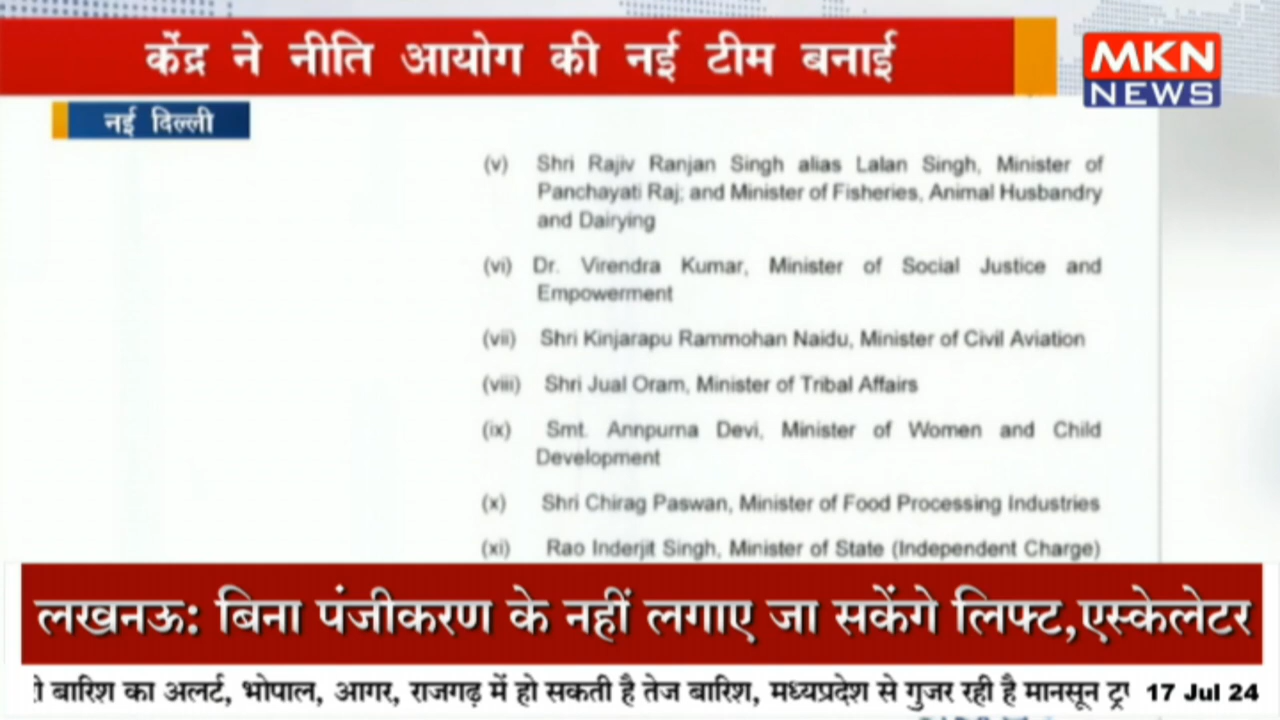 केंद्र ने नीति आयोग की नई टीम बनाई
MKN
NEWS
नई दिल्ली
(v) Shri Rajiv Ranjan Singh alias Lalan Singh, Minister of
Panchayati Raj; and Minister of Fisheries, Animal Husbandry
and Dairying
(vi) Dr. Virendra Kumar, Minister of Social Justice and
Empowerment
(vii) Shri Kinjarapu Rammohan Naidu, Minister of Civil Aviation
(viii) Shri Jual Oram, Minister of Tribal Affairs
(ix) Smt. Annpurna Devi, Minister of Women and Child
Development
(x) Shri Chirag Paswan, Minister of Food Processing Industries
(xi) Rao Inderjit Singh, Minister of State (Independent Charge)
लखनऊ: बिना पंजीकरण के नहीं लगाए जा सकेंगे लिफ्ट,एस्केलेटर
बारिश का अलर्ट, भोपाल, आगर, राजगढ़ में हो सकती है तेज बारिश, मध्यप्रदेश से गुजर रही है मानसून 17 Jul 24